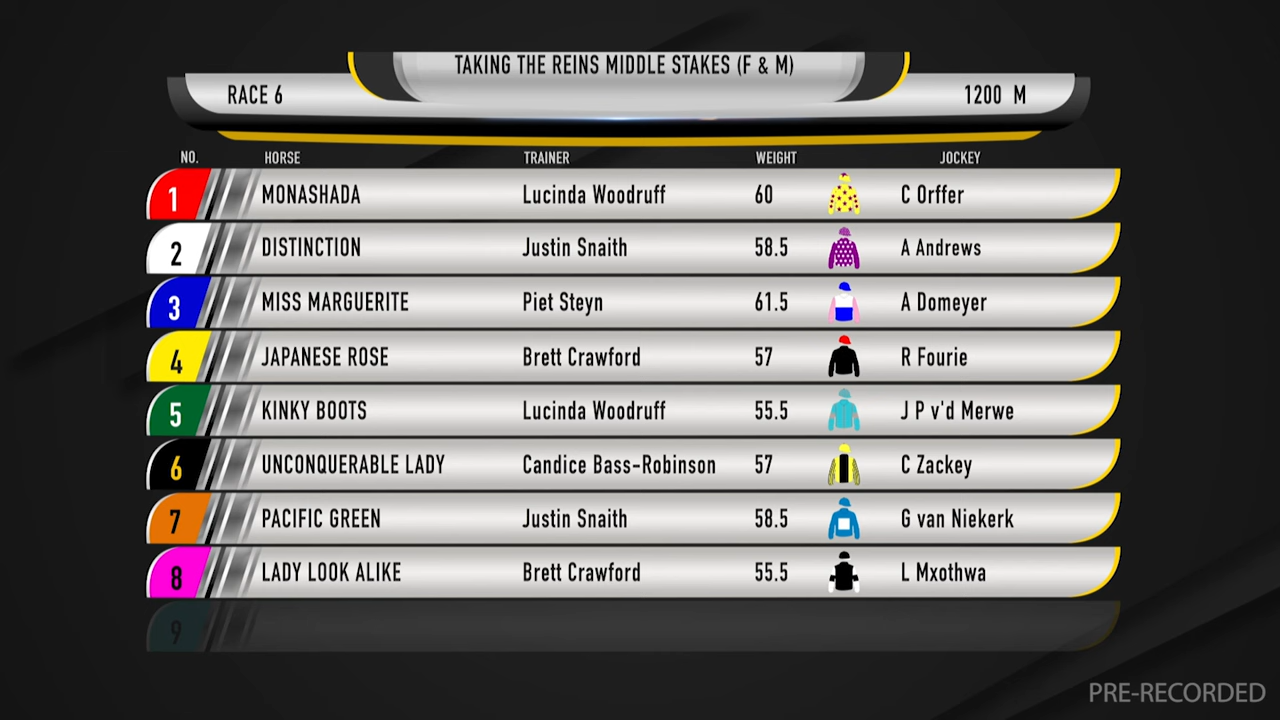 TAKING THE REINS MIDDLE STAKES (F & M)
RACE 6 1200 M
NO. HORSE TRAINER WEIGHT JOCKEY
1 MONASHADA Lucinda Woodruff 60 C Orffer
2 DISTINCTION Justin Snaith 58.5 A Andrews
3 MISS MARGUERITE Piet Steyn 61.5 A Domeyer
4 JAPANESE ROSE Brett Crawford 57 R Fourie
5 KINKY BOOTS Lucinda Woodruff 55.5 J P v'd Merwe
6 UNCONQUERABLE LADY Candice Bass-Robinson 57 C Zackey
7 PACIFIC GREEN Justin Snaith 58.5 G van Niekerk
8 LADY LOOK ALIKE Brett Crawford 55.5 L Mxothwa
9
PRE-RECORDED